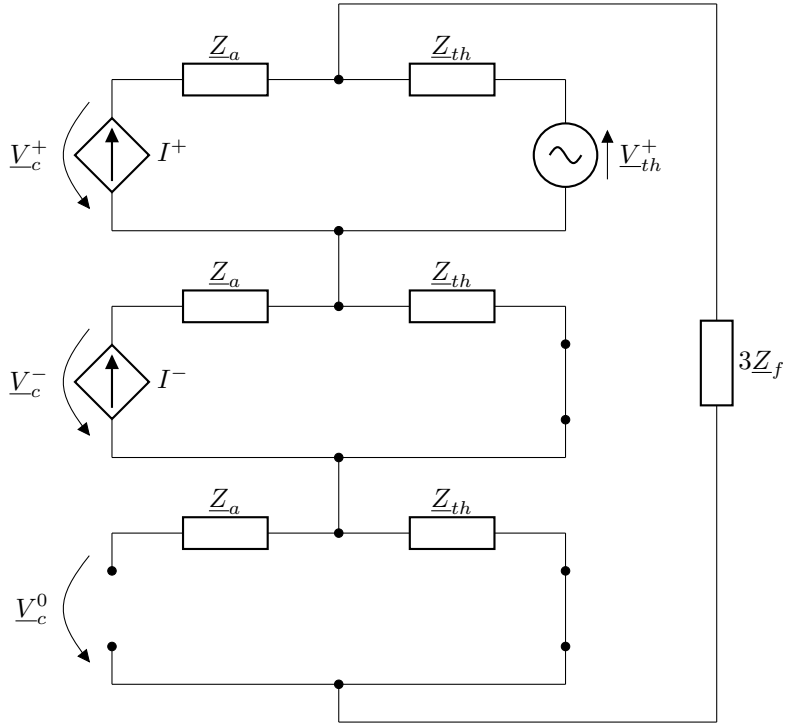 Z_a
Z_th
V_c^+
I^+
V_th^+
Z_a
Z_th
V_c^-
I^-
3Z_f
Z_a
Z_th
V_c^0